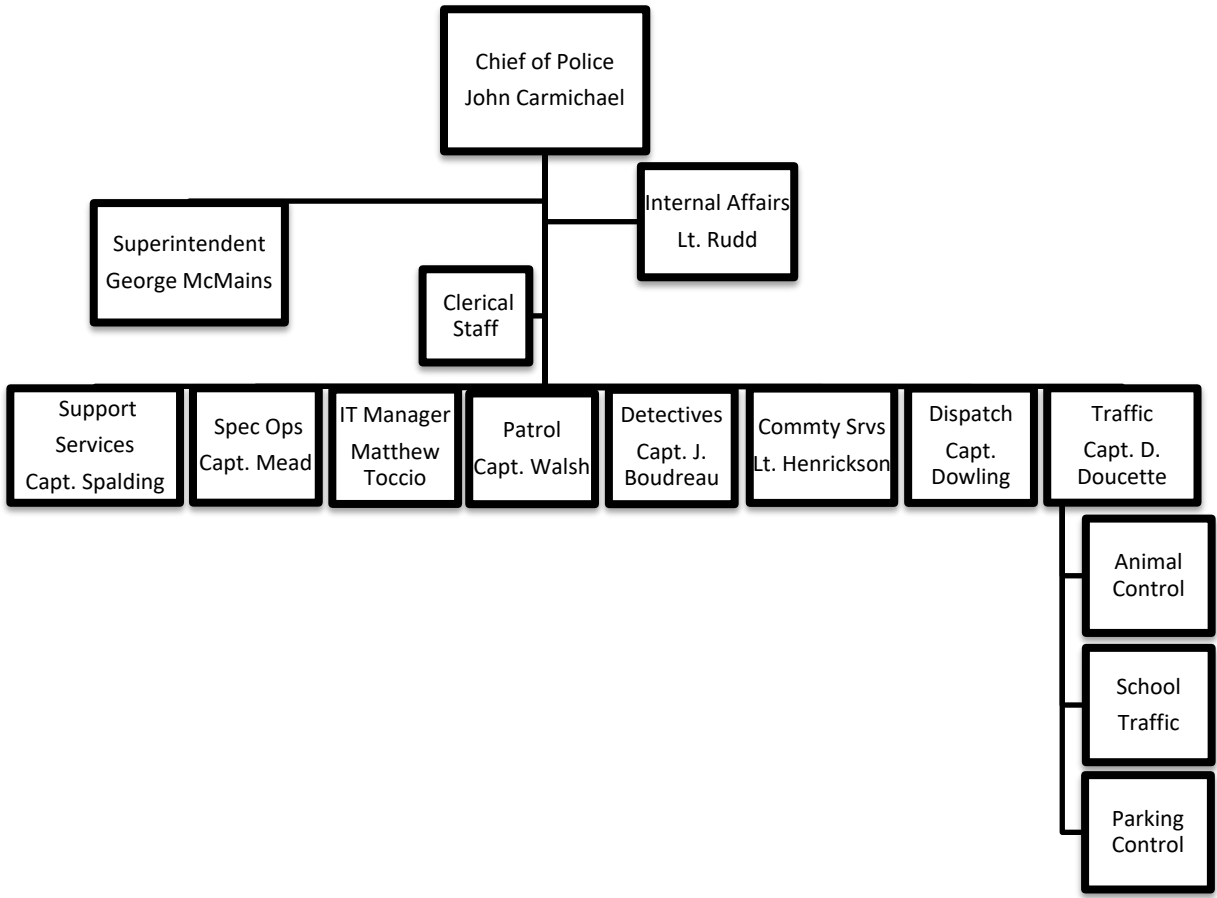 Chief of Police
John Carmichael
Internal Affairs
Lt. Rudd
Superintendent
George McMains
Clerical
Staff
Support
Services
Capt. Spalding
Spec Ops
Capt. Mead
IT Manager
Matthew
Toccio
Patrol
Capt. Walsh
Detectives
Capt. J.
Boudreau
Commty Srvs
Lt. Henrickson
Dispatch
Capt.
Dowling
Traffic
Capt. D.
Doucette
Animal
Control
School
Traffic
Parking
Control